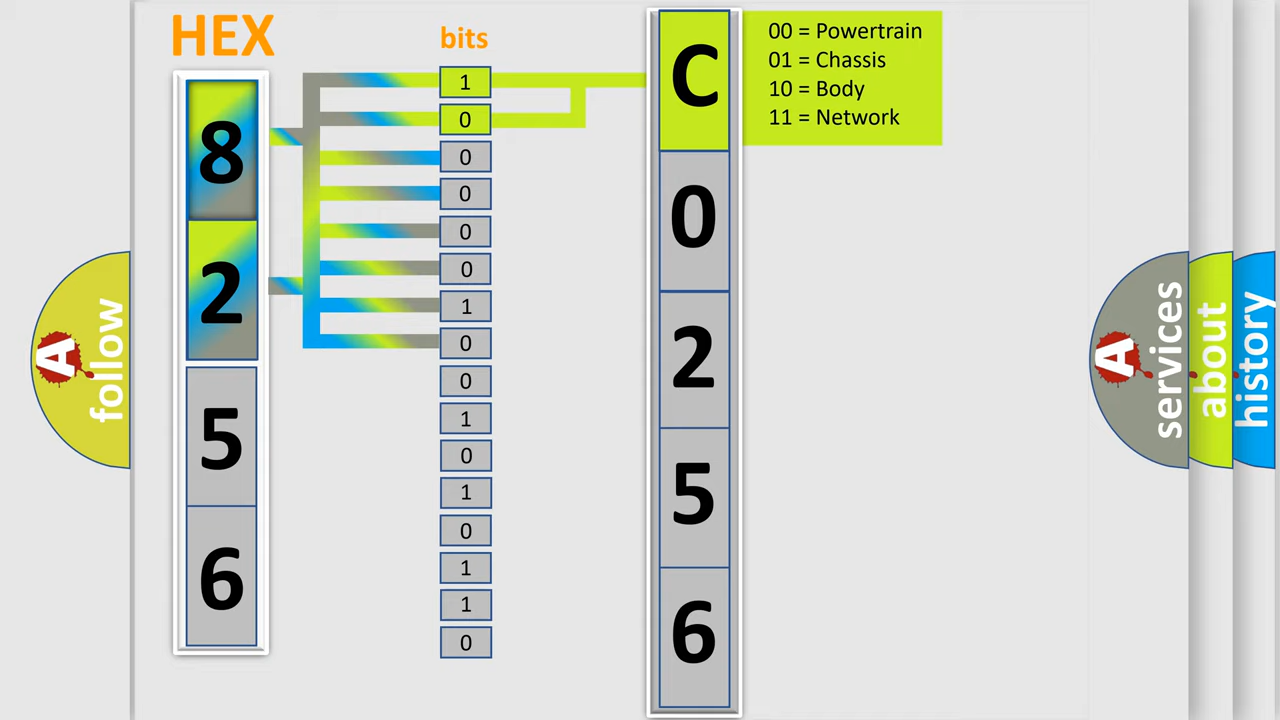 HEX
bits
8
2
5
6
1
0
0
0
0
0
1
0
0
1
0
1
0
1
1
0
C
0
2
5
6
00 = Powertrain
01 = Chassis
10 = Body
11 = Network
A
follow
A
services
about
history